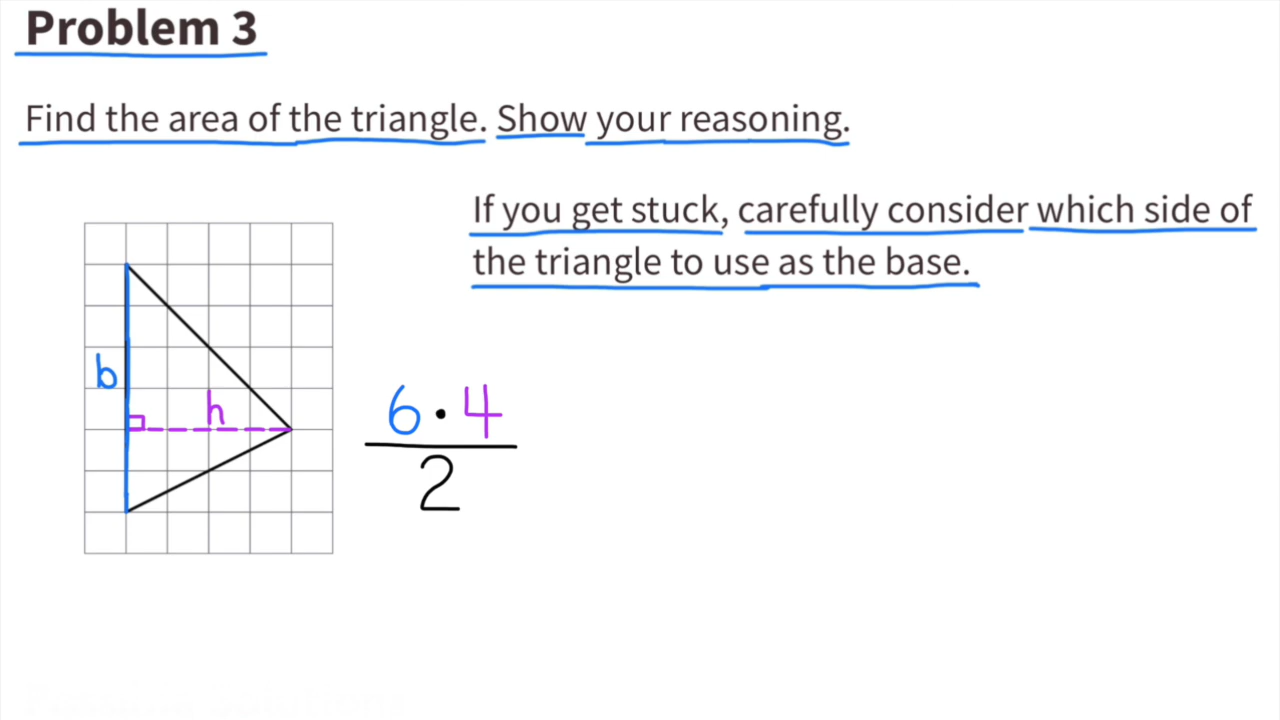 Problem 3
Find the area of the triangle. Show your reasoning.
If you get stuck, carefully consider which side of
the triangle to use as the base.
b
h
6 · 4
2